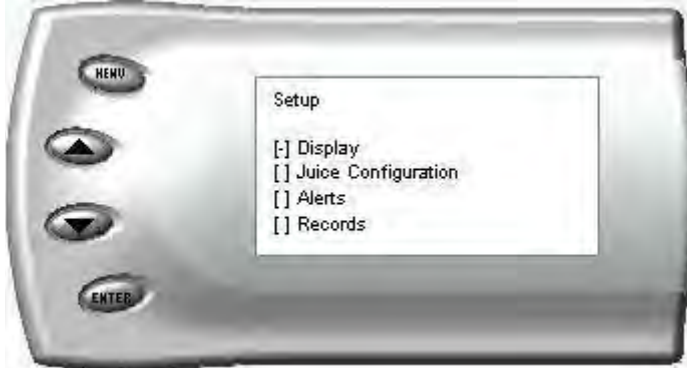 MENU
Setup
[-] Display
[ ] Juice Configuration
[ ] Alerts
[ ] Records
ENTER